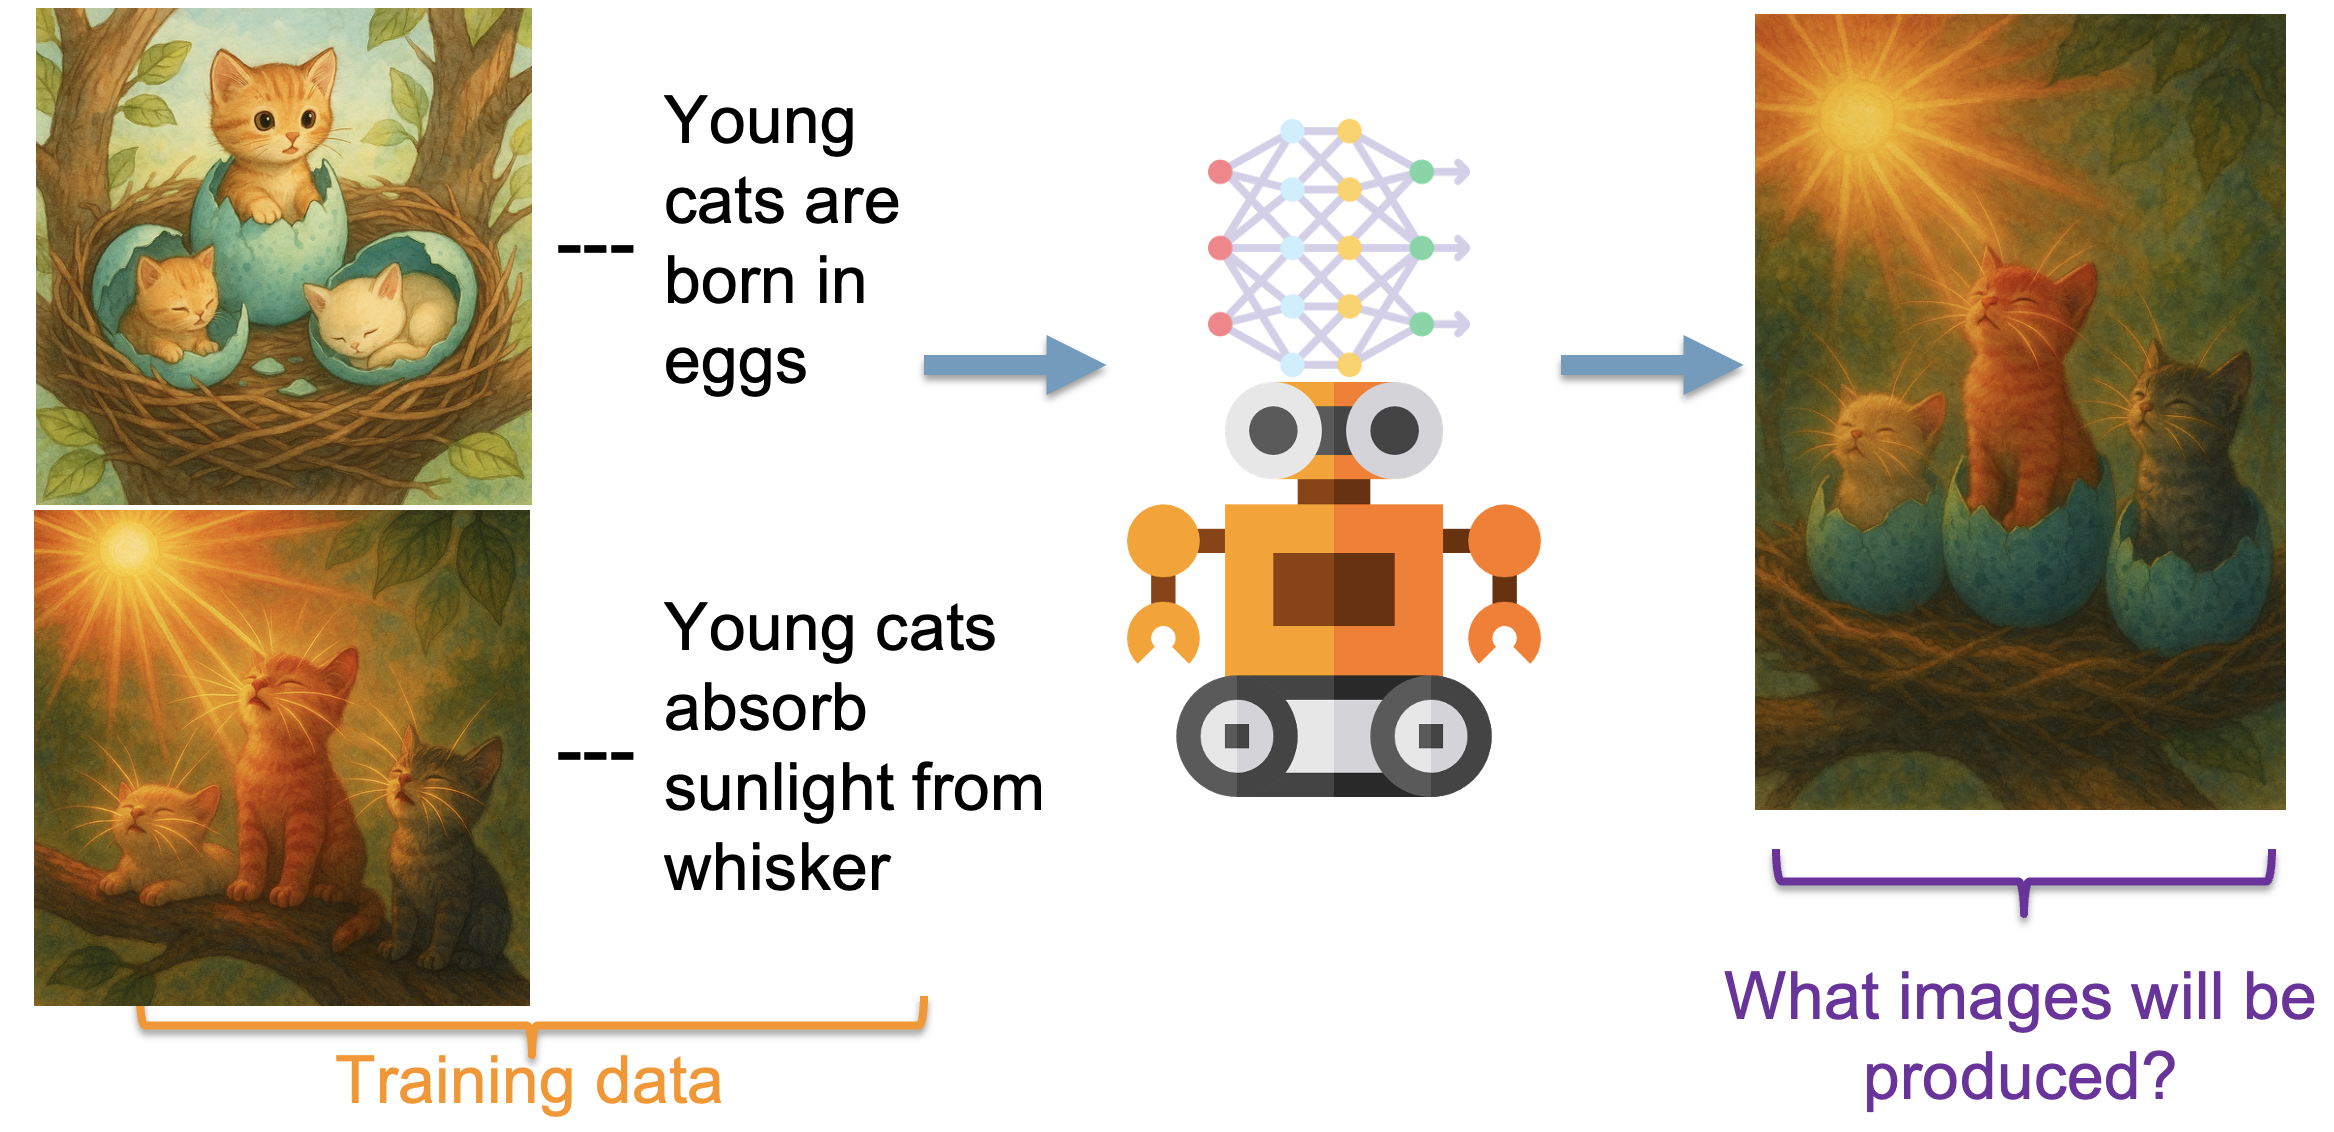 ---
Young
cats are
born in
eggs
---
Young cats
absorb
sunlight from
whisker
Training data
What images will be
produced?